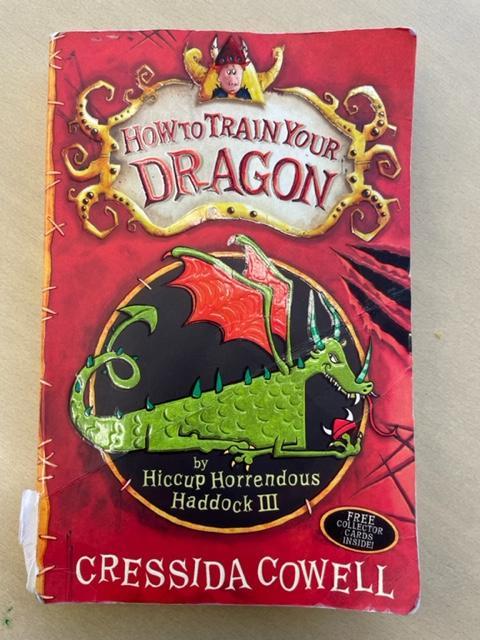 HOW TO TRAIN YOUR
DRAGON
by
HICCUP HORRENDOUS
HADDOCK III
FREE
COLLECTOR
CARDS
INSIDE!
CRESSIDA COWELL